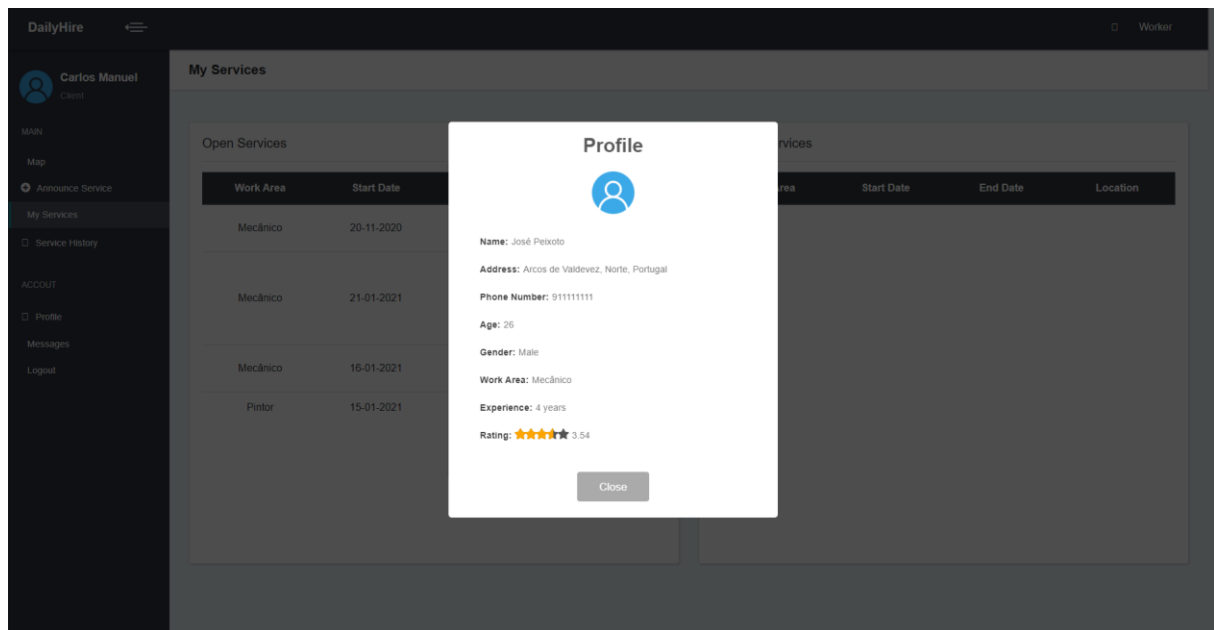 DailyHire
Worker
Carlos Manuel
Client
MAIN
Map
Announce Service
My Services
Service History
ACCOUT
Profile
Messages
Logout
My Services
Open Services
Work Area Start Date
Mecânico 20-11-2020
Mecânico 21-01-2021
Mecânico 16-01-2021
Pintor 15-01-2021
rvices
rea Start Date End Date Location
Profile
Name: José Peixoto
Address: Arcos de Valdevez, Norte, Portugal
Phone Number: 911111111
Age: 26
Gender: Male
Work Area: Mecânico
Experience: 4 years
Rating: 3.54
Close